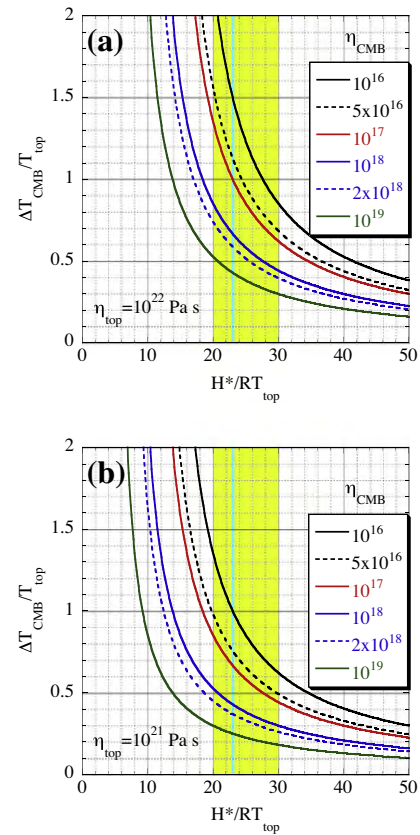 (a)
η_CMB
10^16
5x10^16
10^17
10^18
2x10^18
10^19
η_top=10^22 Pa s
ΔT_CMB/T_top
2
1.5
1
0.5
0
0 10 20 30 40 50
H*/RT_top
(b)
η_CMB
10^16
5x10^16
10^17
10^18
2x10^18
10^19
η_top=10^21 Pa s
ΔT_CMB/T_top
2
1.5
1
0.5
0
0 10 20 30 40 50
H*/RT_top